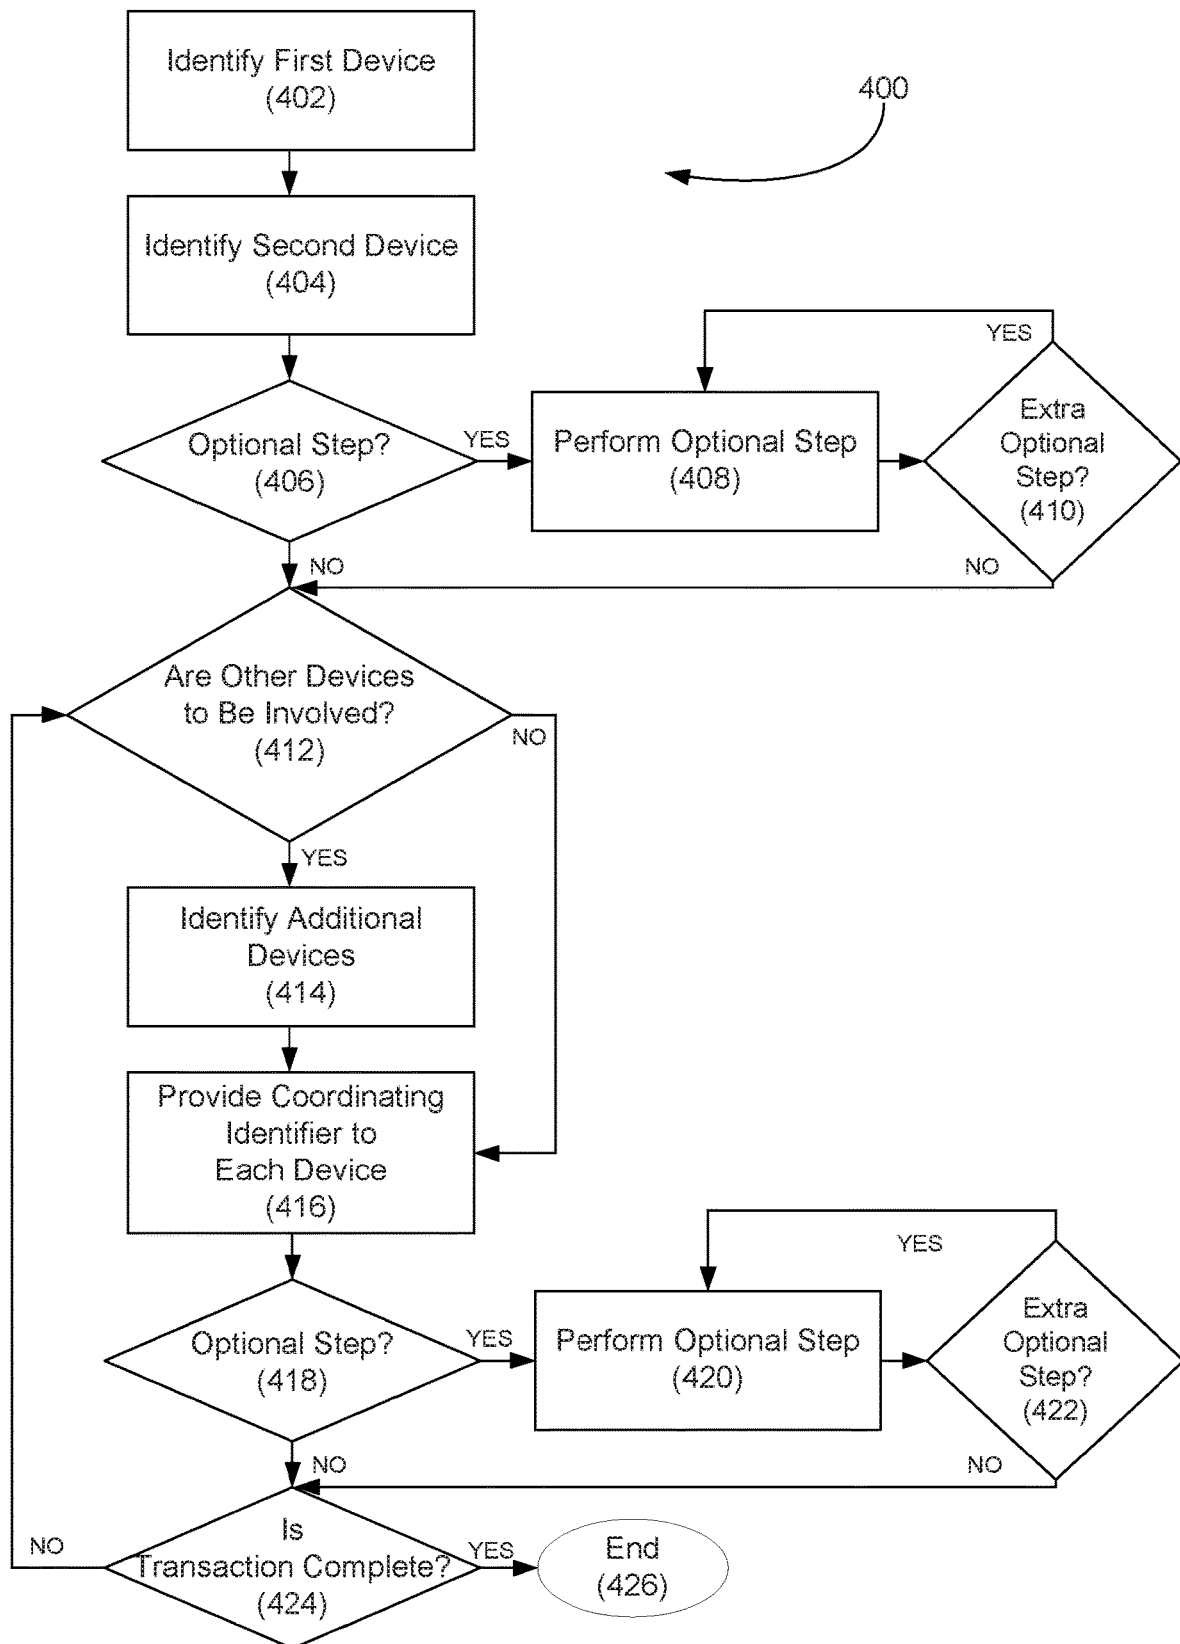 Identify First Device
(402)
400
Identify Second Device
(404)
YES
Optional Step?
(406)
YES
Perform Optional Step
(408)
Extra
Optional
Step?
(410)
NO
NO
Are Other Devices
to Be Involved?
(412)
NO
YES
Identify Additional
Devices
(414)
Provide Coordinating
Identifier to
Each Device
(416)
YES
Optional Step?
(418)
YES
Perform Optional Step
(420)
Extra
Optional
Step?
(422)
NO
NO
NO
Is
Transaction Complete?
(424)
YES
End
(426)